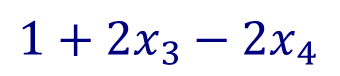 1 + 2x₃ − 2x₄